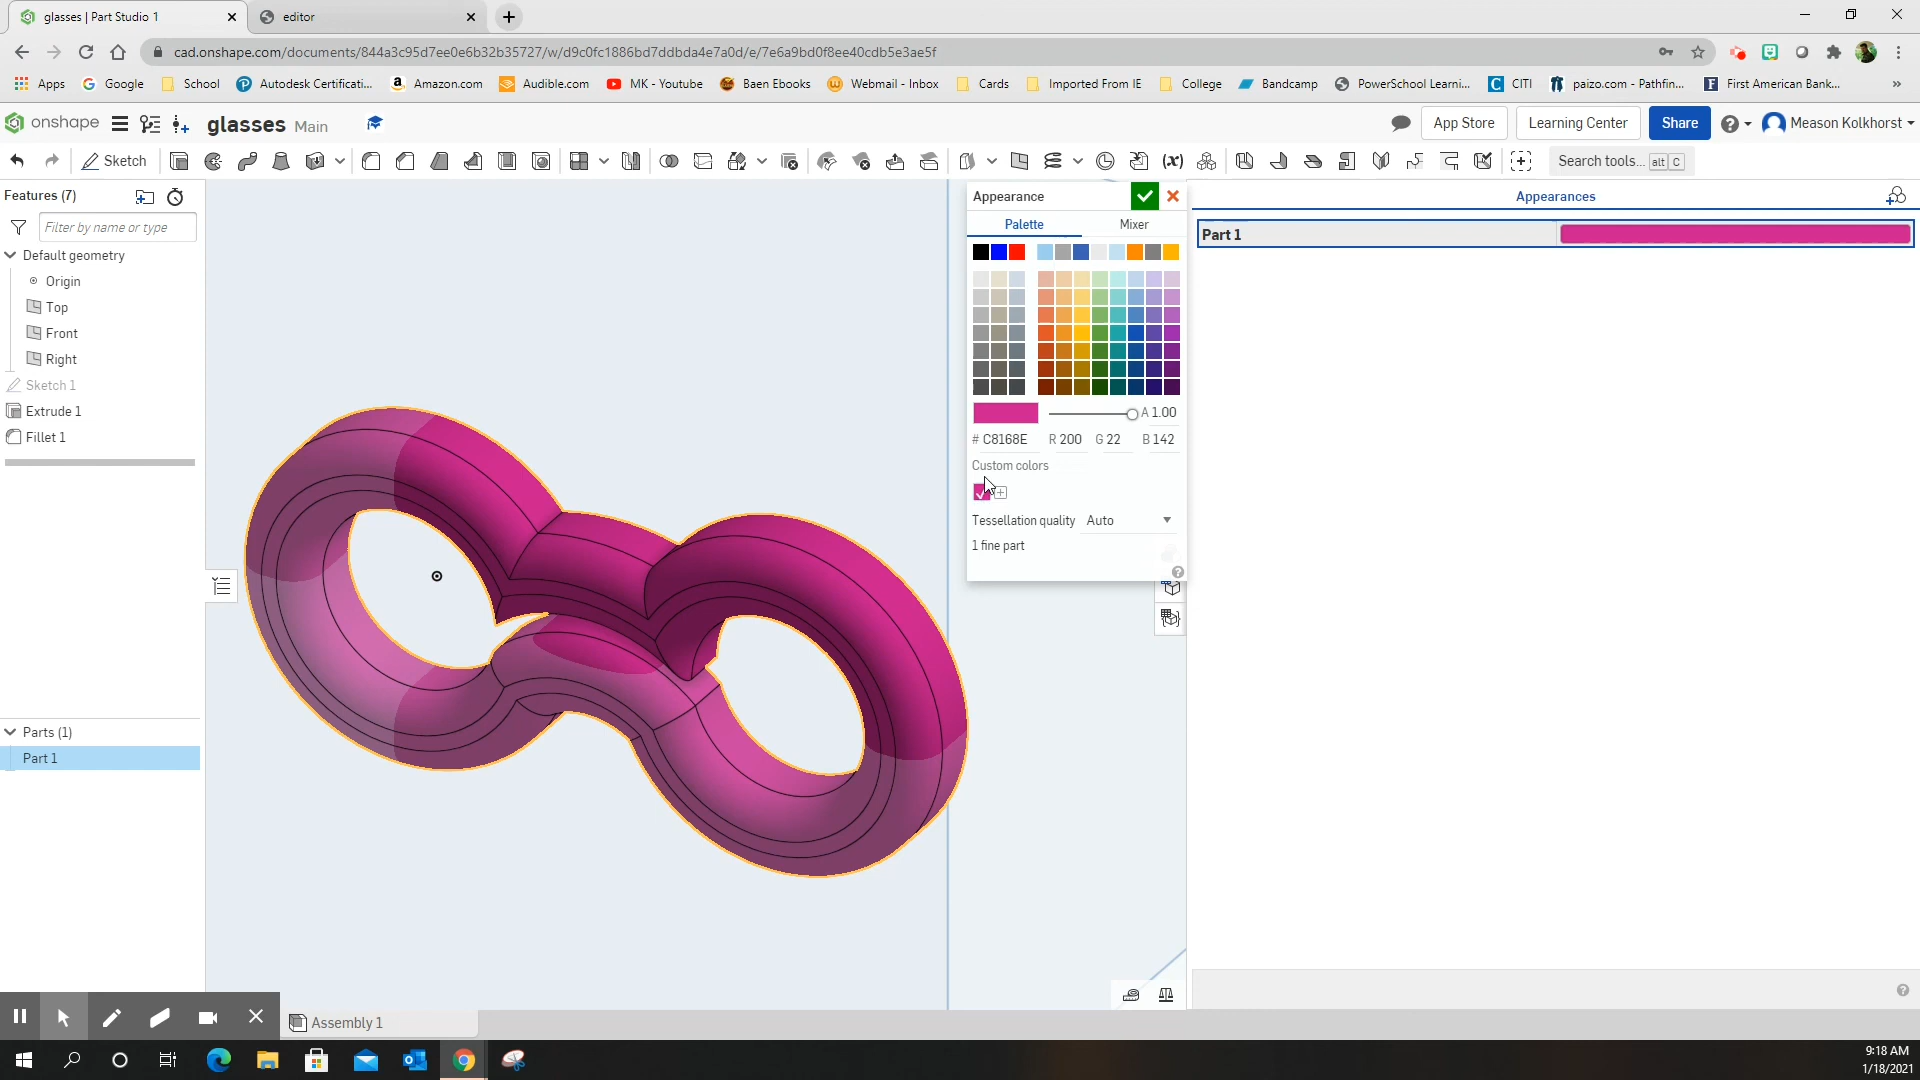 glasses | Part Studio 1
editor
cad.onshape.com/documents/844a3c95d7ee0e6b32b35727/w/d9c0fc1886bd7ddbda4e7a0d/e/7e6a9bd0f8ee40cdb5e3ae5f
Apps Google School Autodesk Certificati... Amazon.com Audible.com MK - Youtube Baen Ebooks Webmail - Inbox Cards Imported From IE College Bandcamp PowerSchool Learni... CITI paizo.com - Pathfin... First American Bank... »
onshape glasses Main App Store Learning Center Share Meason Kolkhorst
Sketch (x) Search tools... alt C
Features (7)
Filter by name or type
Default geometry
Origin
Top
Front
Right
Sketch 1
Extrude 1
Fillet 1
Parts (1)
Part 1
Appearance
Palette Mixer
A 1.00
# C8168E R 200 G 22 B 142
Custom colors
Tessellation quality Auto
1 fine part
Appearances
Part 1
Assembly 1
9:18 AM
1/18/2021